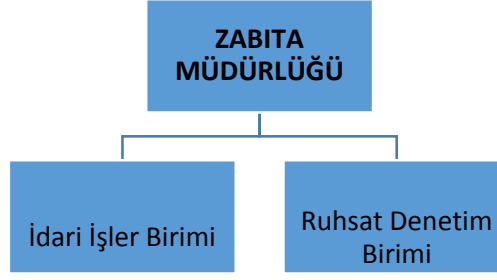 ZABITA
MÜDÜRLÜĞÜ
İdari İşler Birimi
Ruhsat Denetim
Birimi